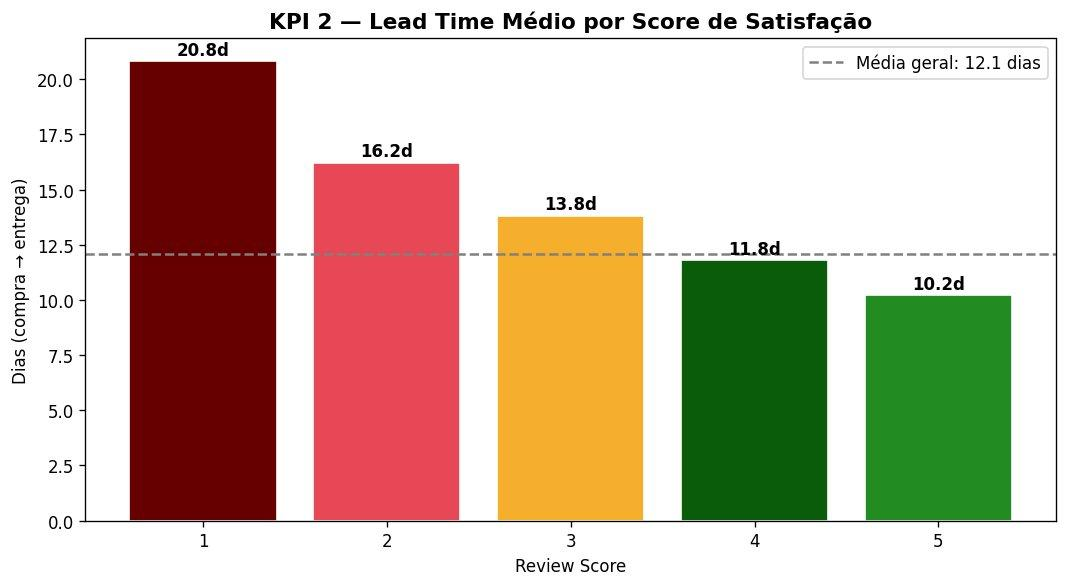 KPI 2 — Lead Time Médio por Score de Satisfação
Média geral: 12.1 dias
20.8d
16.2d
13.8d
11.8d
10.2d
Dias (compra → entrega)
20.0
17.5
15.0
12.5
10.0
7.5
5.0
2.5
0.0
1 2 3 4 5
Review Score